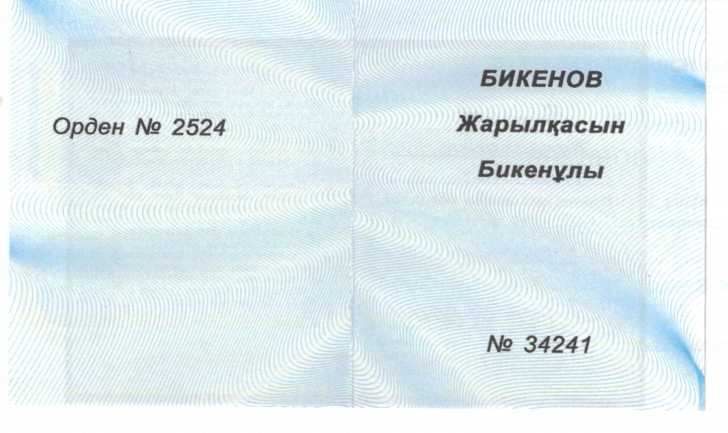 Орден № 2524
БИКЕНОВ
Жарылқасын
Бикенұлы
№ 34241